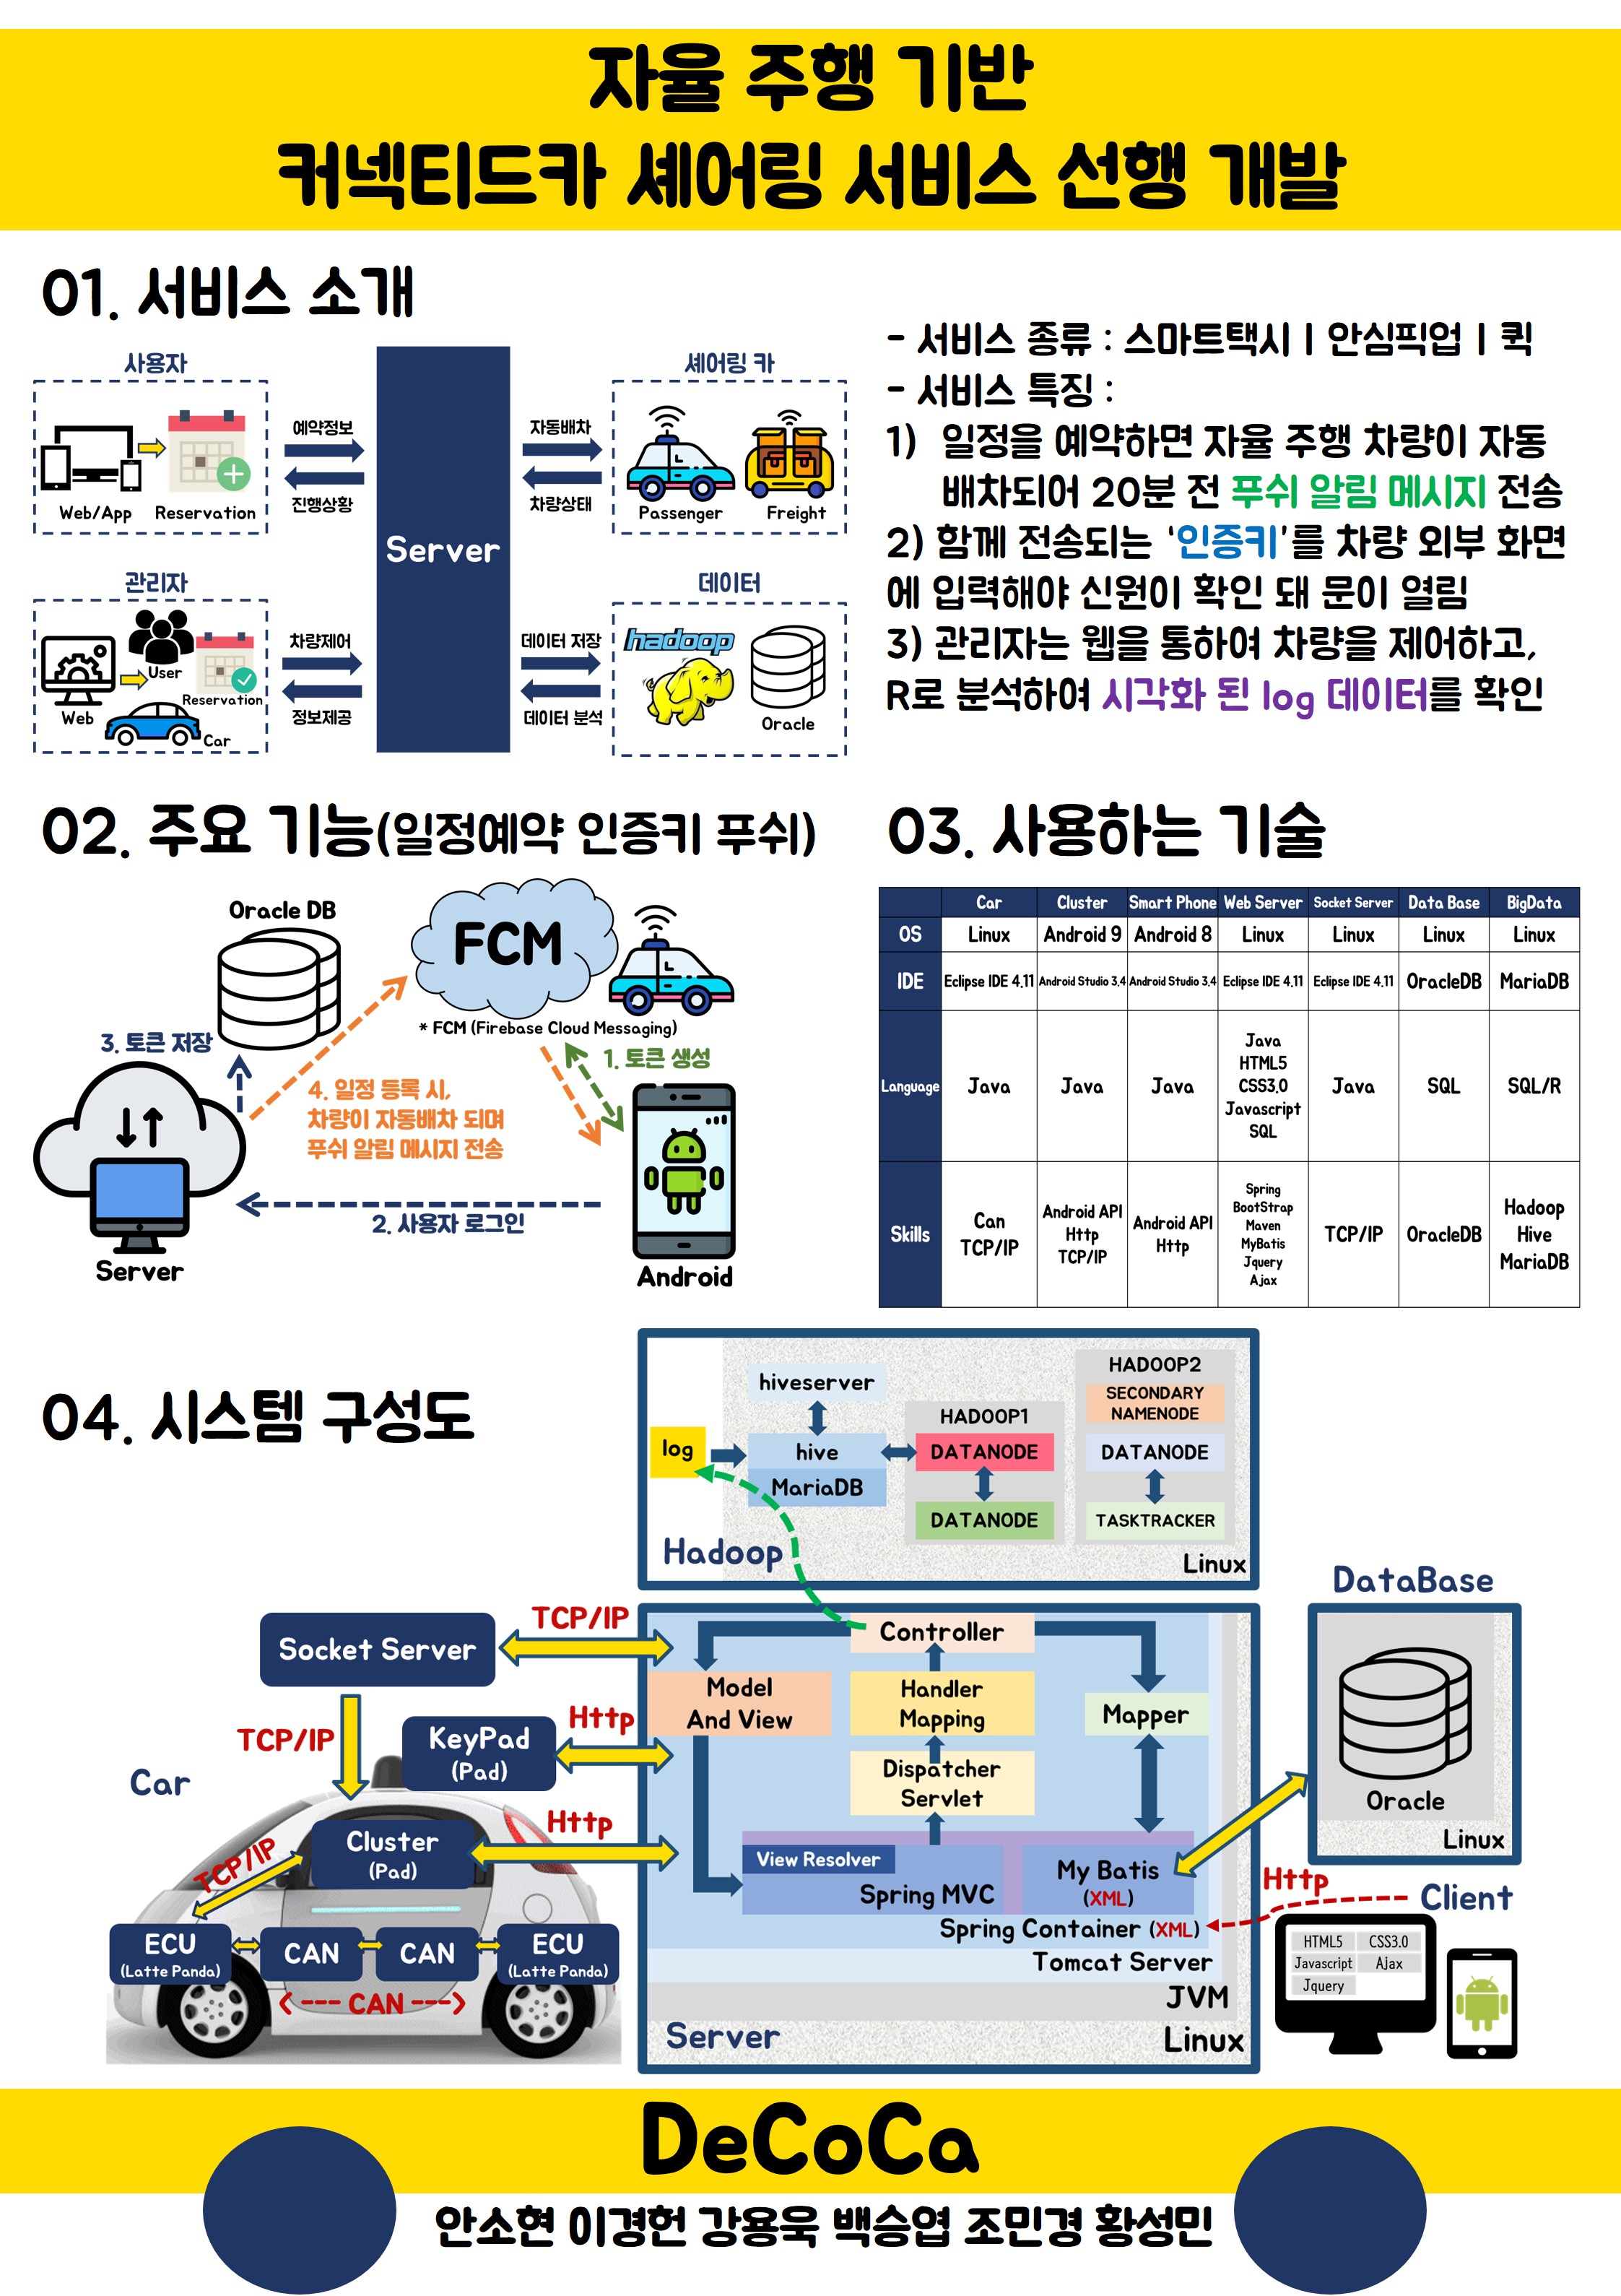 자율 주행 기반
커넥티드카 셰어링 서비스 선행 개발
01. 서비스 소개
사용자
Web/App
Reservation
예약정보
진행상황
관리자
User
Reservation
Web
Car
차량제어
정보제공
Server
자동배차
차량상태
셰어링 카
Passenger
Freight
데이터 저장
데이터 분석
데이터
hadoop
Oracle
- 서비스 종류 : 스마트택시 | 안심픽업 | 퀵
- 서비스 특징 :
1) 일정을 예약하면 자율 주행 차량이 자동
배차되어 20분 전 푸쉬 알림 메시지 전송
2) 함께 전송되는 ‘인증키’를 차량 외부 화면
에 입력해야 신원이 확인 돼 문이 열림
3) 관리자는 웹을 통하여 차량을 제어하고,
R로 분석하여 시각화 된 log 데이터를 확인
02. 주요 기능(일정예약 인증키 푸쉬)
Oracle DB
FCM
* FCM (Firebase Cloud Messaging)
3. 토큰 저장
1. 토큰 생성
4. 일정 등록 시,
차량이 자동배차 되며
푸쉬 알림 메시지 전송
2. 사용자 로그인
Server
Android
03. 사용하는 기술
Car Cluster Smart Phone Web Server Socket Server Data Base BigData
OS Linux Android 9 Android 8 Linux Linux Linux Linux
IDE Eclipse IDE 4.11 Android Studio 3.4 Android Studio 3.4 Eclipse IDE 4.11 Eclipse IDE 4.11 OracleDB MariaDB
Language Java Java Java Java HTML5 CSS3.0 Javascript SQL Java SQL SQL/R
Skills Can TCP/IP Android API Http TCP/IP Android API Http Spring BootStrap Maven MyBatis Jquery Ajax TCP/IP OracleDB Hadoop Hive MariaDB
04. 시스템 구성도
hiveserver
log
hive
MariaDB
HADOOP1
DATANODE
DATANODE
HADOOP2
SECONDARY
NAMENODE
DATANODE
TASKTRACKER
Hadoop
Linux
Socket Server
TCP/IP
TCP/IP
KeyPad
(Pad)
Http
Car
Cluster
(Pad)
Http
TCP/IP
ECU
(Latte Panda)
CAN
CAN
ECU
(Latte Panda)
CAN
Controller
Model
And View
Handler
Mapping
Mapper
Dispatcher
Servlet
View Resolver
Spring MVC
My Batis
(XML)
Spring Container (XML)
Tomcat Server
JVM
Server
Linux
DataBase
Oracle
Linux
Http
Client
HTML5 CSS3.0
Javascript Ajax
Jquery
DeCoCa
안소현 이경헌 강용욱 백승엽 조민경 황성민